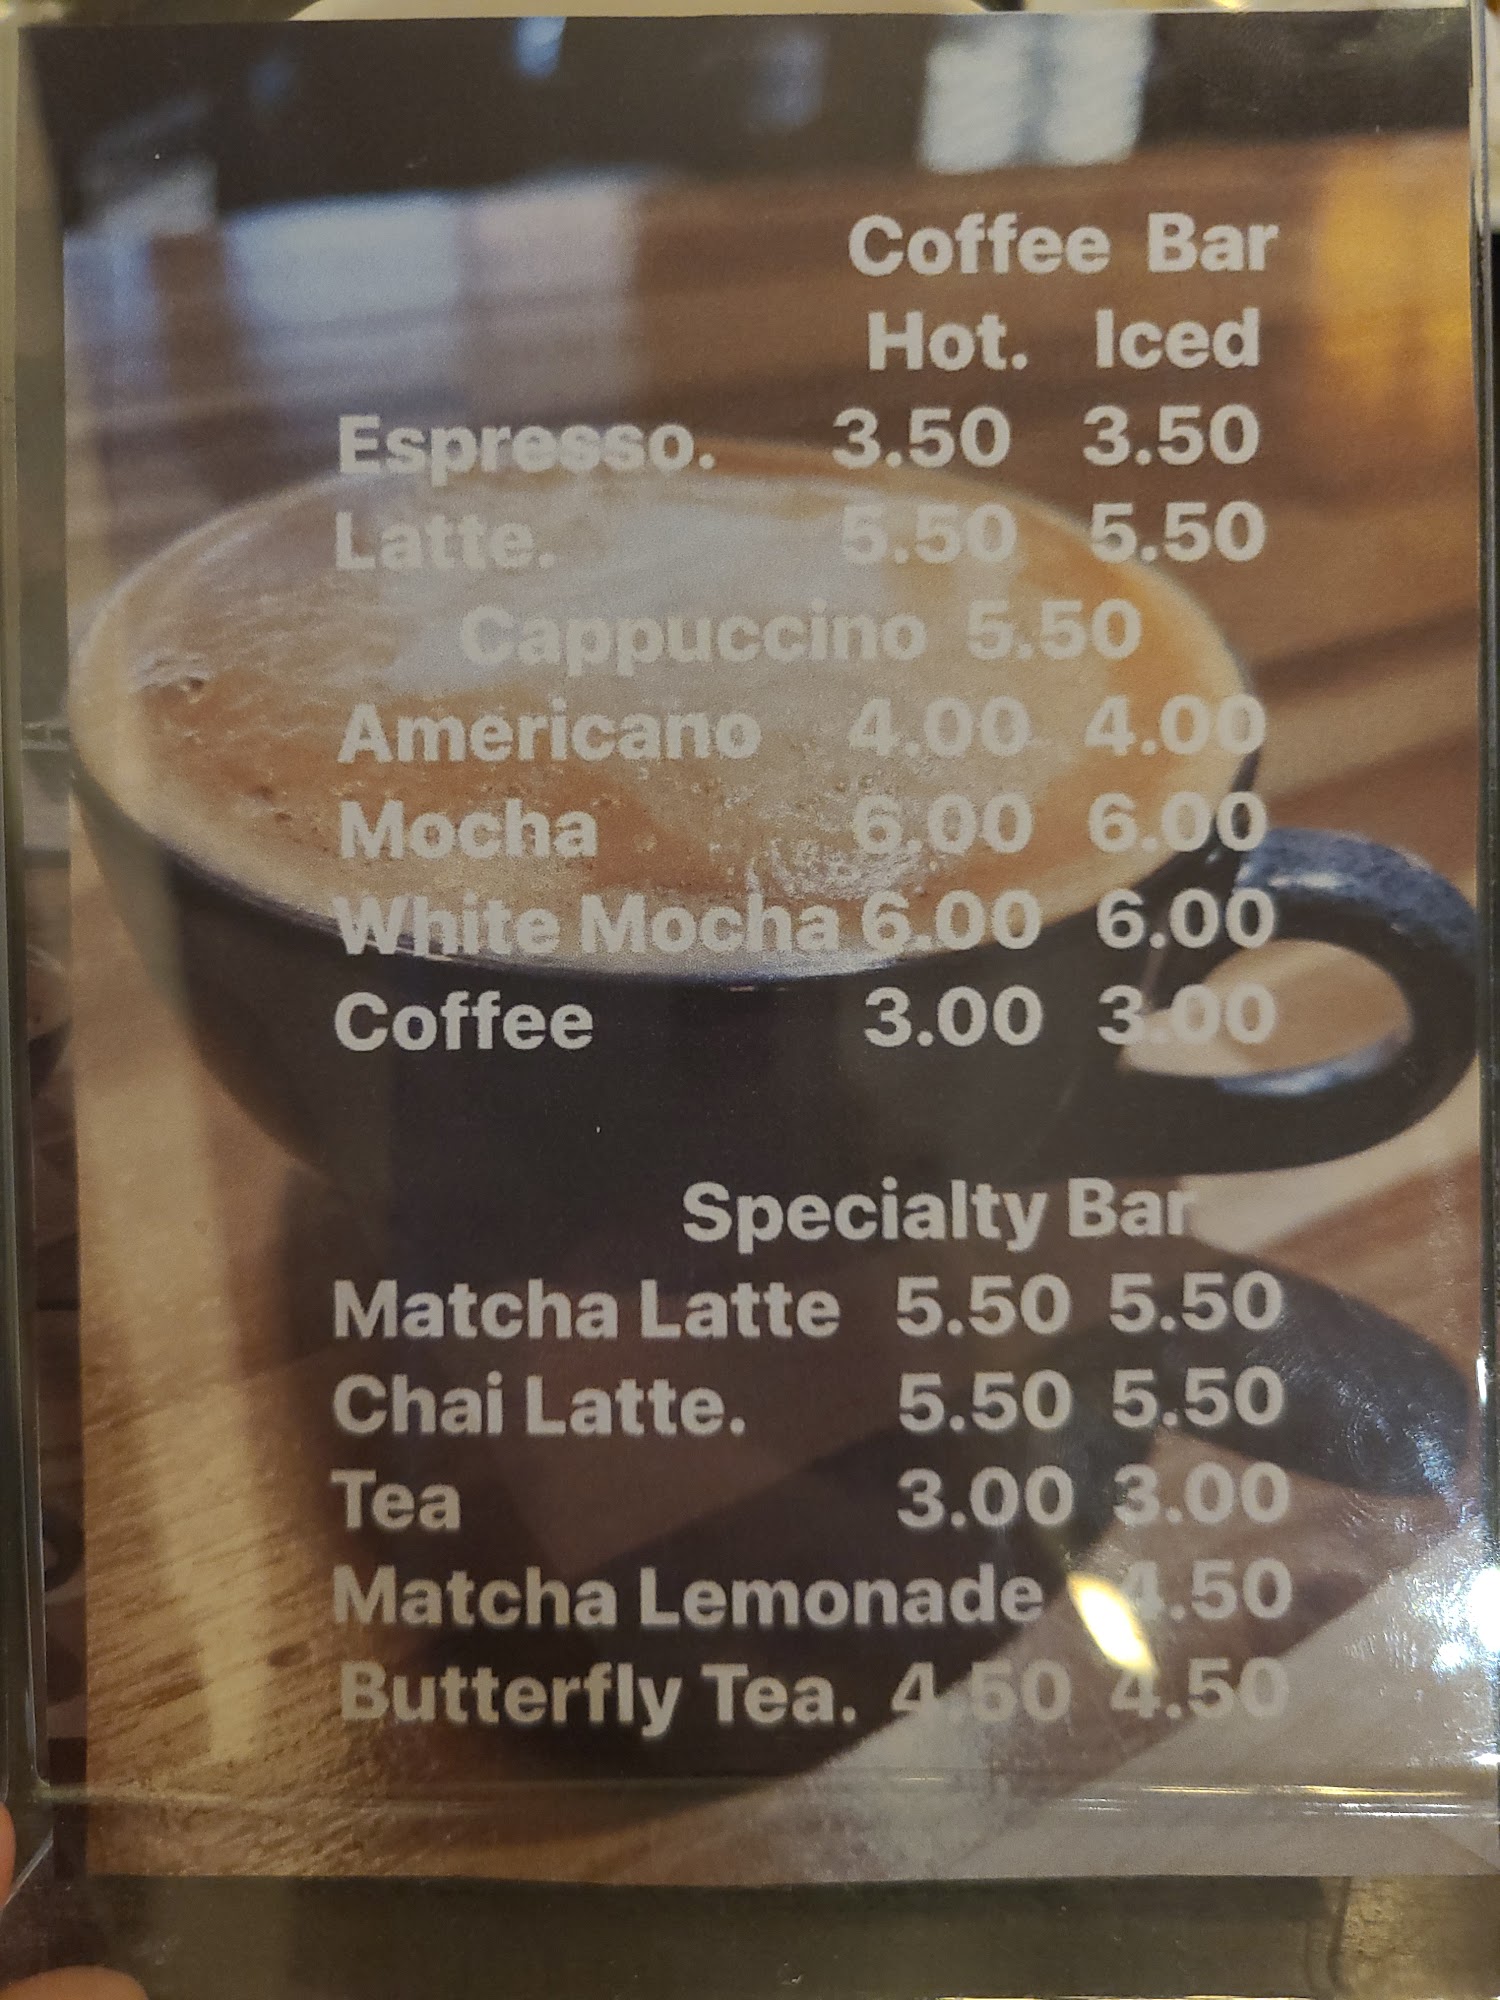 Coffee Bar
Hot. Iced
Espresso. 3.50 3.50
Latte. 5.50 5.50
Cappuccino 5.50
Americano 4.00 4.00
Mocha 6.00 6.00
White Mocha 6.00 6.00
Coffee 3.00 3.00
Specialty Bar
Matcha Latte 5.50 5.50
Chai Latte. 5.50 5.50
Tea 3.00 3.00
Matcha Lemonade 4.50
Butterfly Tea. 4.50 4.50